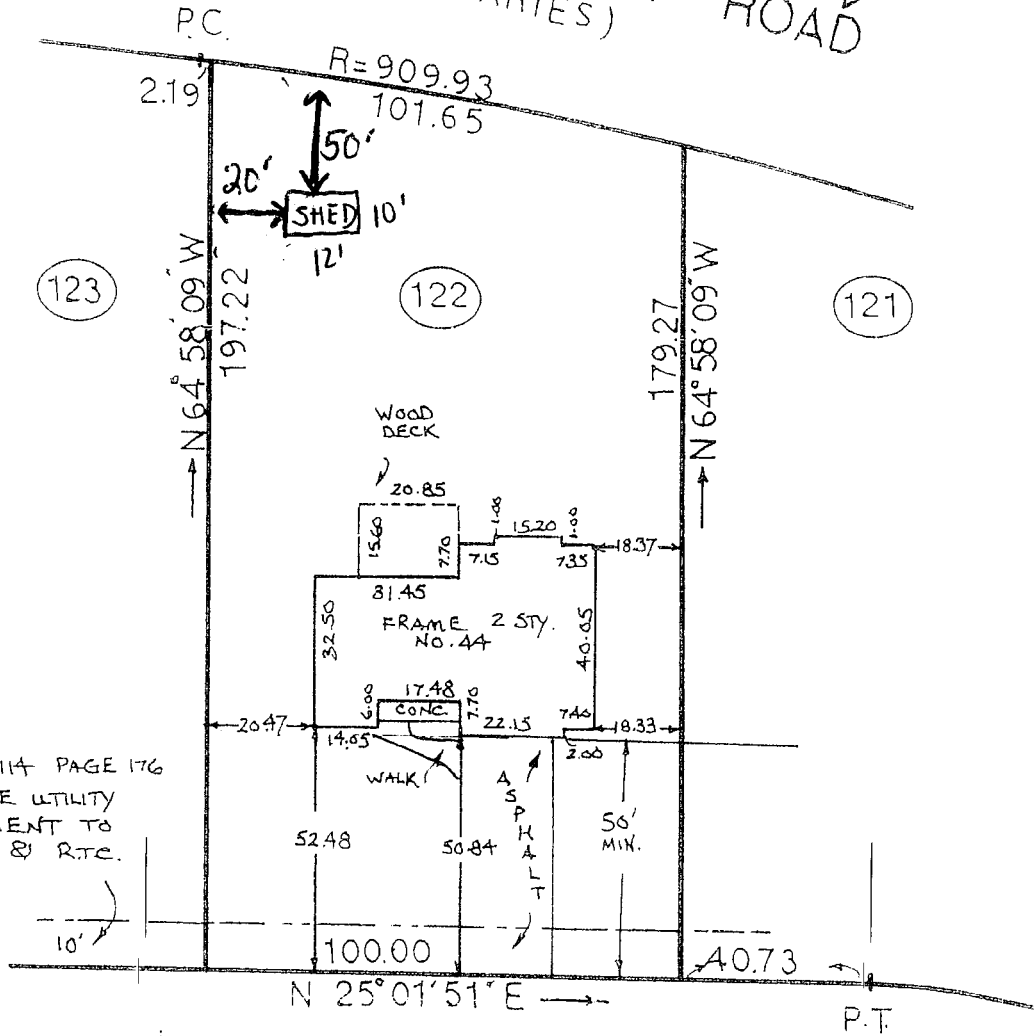 ROAD
P.C.
R=909.93
2.19
101.65
50'
20'
SHED
10'
12'
123
122
121
N 64° 58' 09" W
197.22
179.27
N 64° 58' 09" W
WOOD
DECK
20.85
15.60
7.70
7.15
1.00
15.20
1.00
7.35
18.37
31.45
32.50
FRAME 2 STY.
NO. 44
40.05
17.48
6.00
CONC.
7.70
22.15
7.40
20.47
14.05
18.33
2.00
WALK
ASPHALT
114 PAGE 176
E UTILITY
ENT TO
& R.T.C.
52.48
50.84
50'
MIN.
10'
100.00
40.73
N 25° 01' 51" E
P.T.